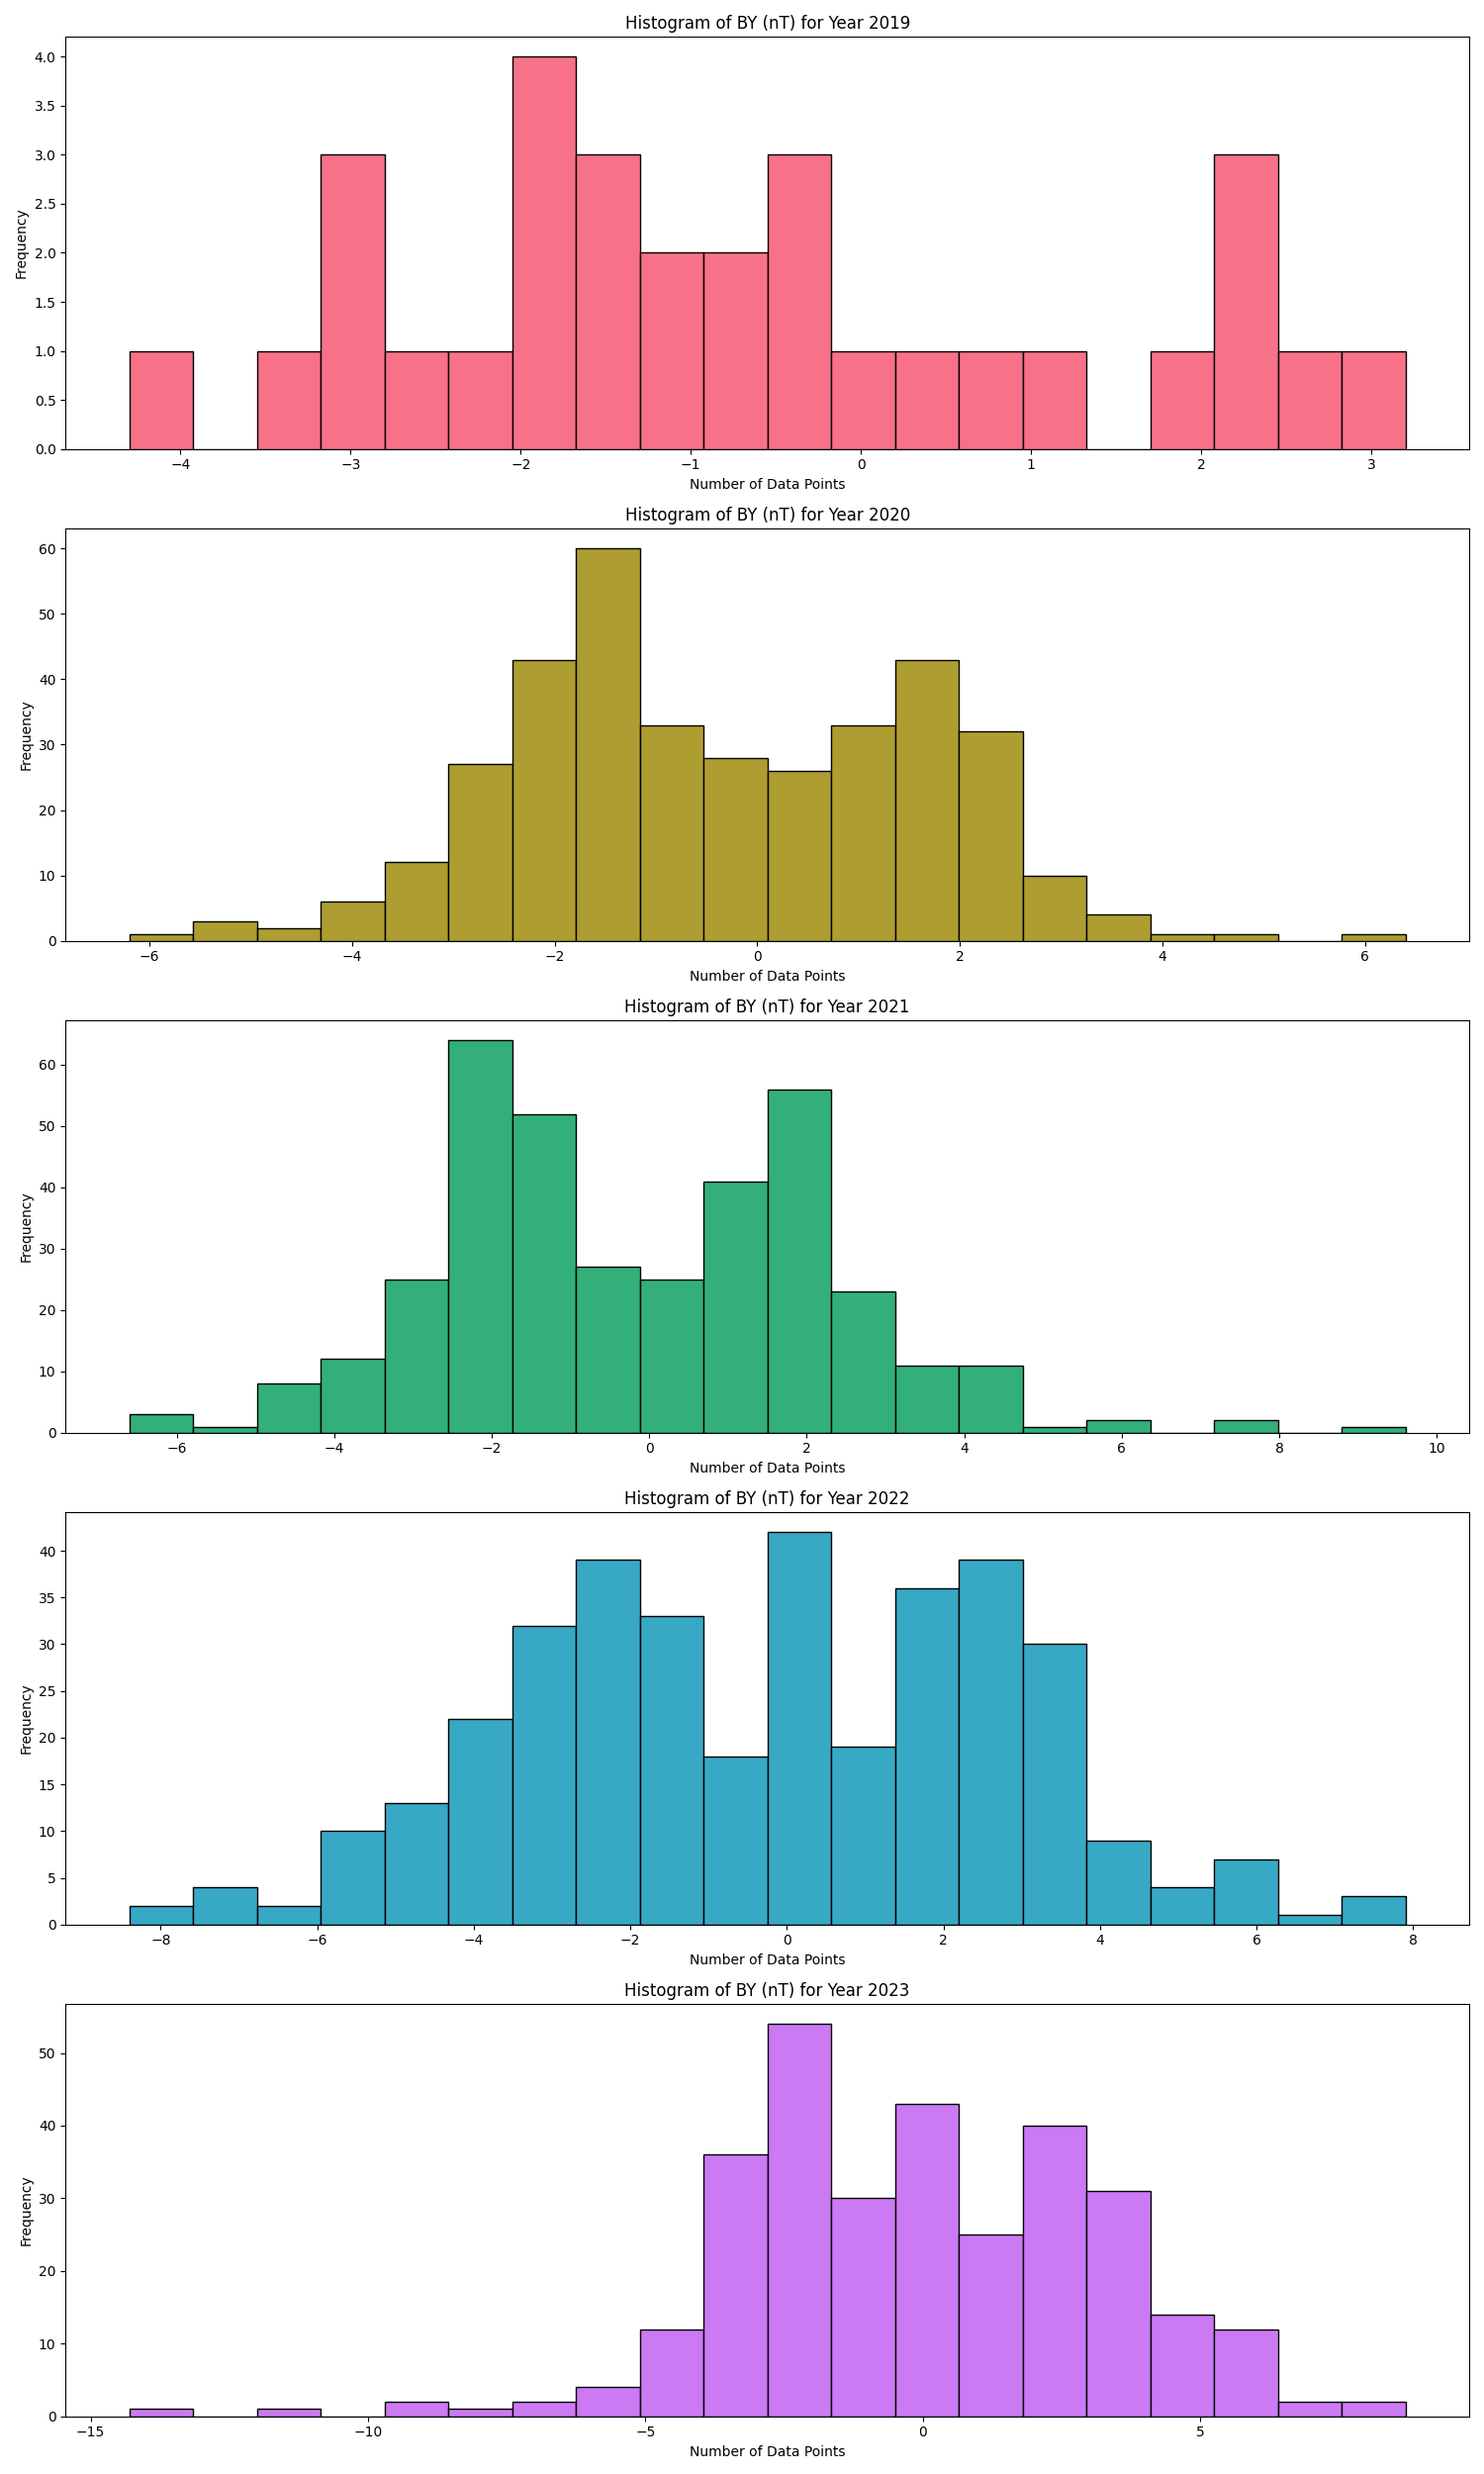 Histogram of BY (nT) for Year 2019
4.0
3.5
3.0
2.5
2.0
1.5
1.0
0.5
0.0
Frequency
−4 −3 −2 −1 0 1 2 3
Number of Data Points
Histogram of BY (nT) for Year 2020
60
50
40
30
20
10
0
Frequency
−6 −4 −2 0 2 4 6
Number of Data Points
Histogram of BY (nT) for Year 2021
60
50
40
30
20
10
0
Frequency
−6 −4 −2 0 2 4 6 8 10
Number of Data Points
Histogram of BY (nT) for Year 2022
40
35
30
25
20
15
10
5
0
Frequency
−8 −6 −4 −2 0 2 4 6 8
Number of Data Points
Histogram of BY (nT) for Year 2023
50
40
30
20
10
0
Frequency
−15 −10 −5 0 5
Number of Data Points